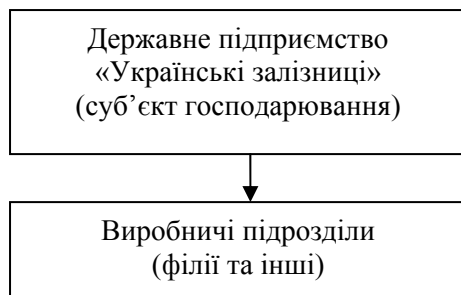 Державне підприємство
«Українські залізниці»
(суб’єкт господарювання)
Виробничі підрозділи
(філії та інші)